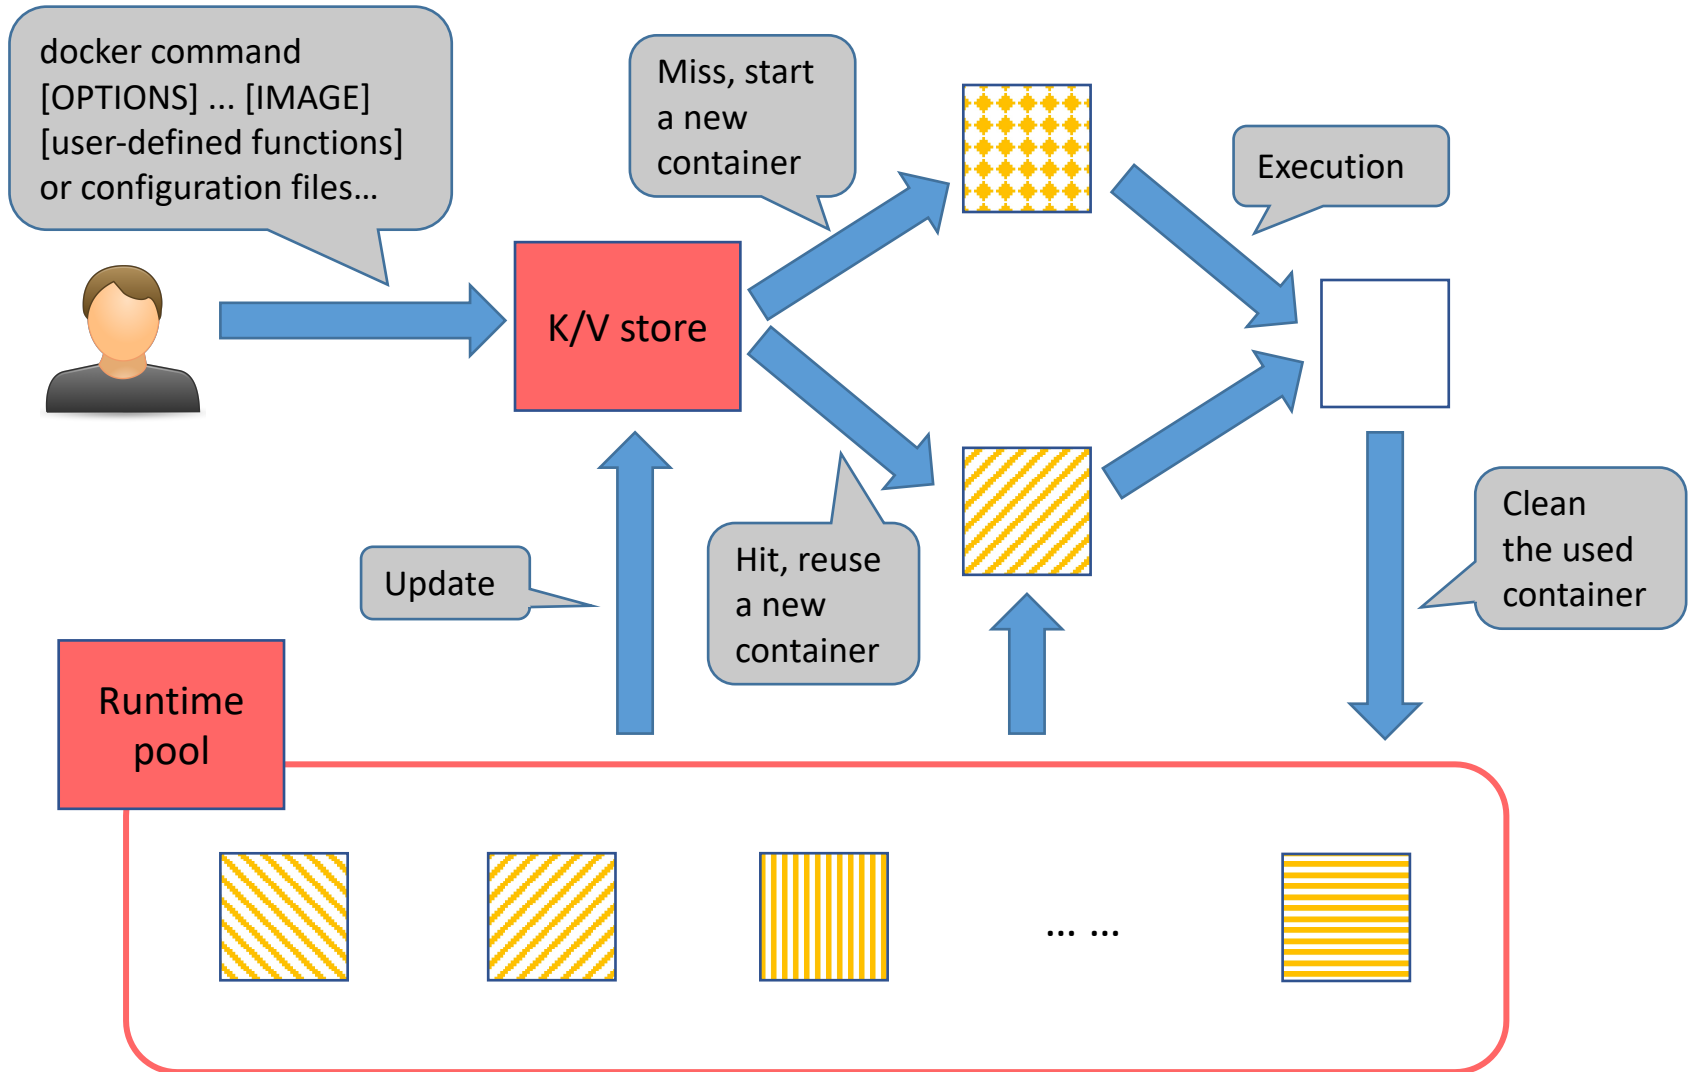 docker command
[OPTIONS] ... [IMAGE]
[user-defined functions]
or configuration files…
Miss, start
a new
container
Execution
K/V store
Update
Hit, reuse
a new
container
Clean
the used
container
Runtime
pool
... ...